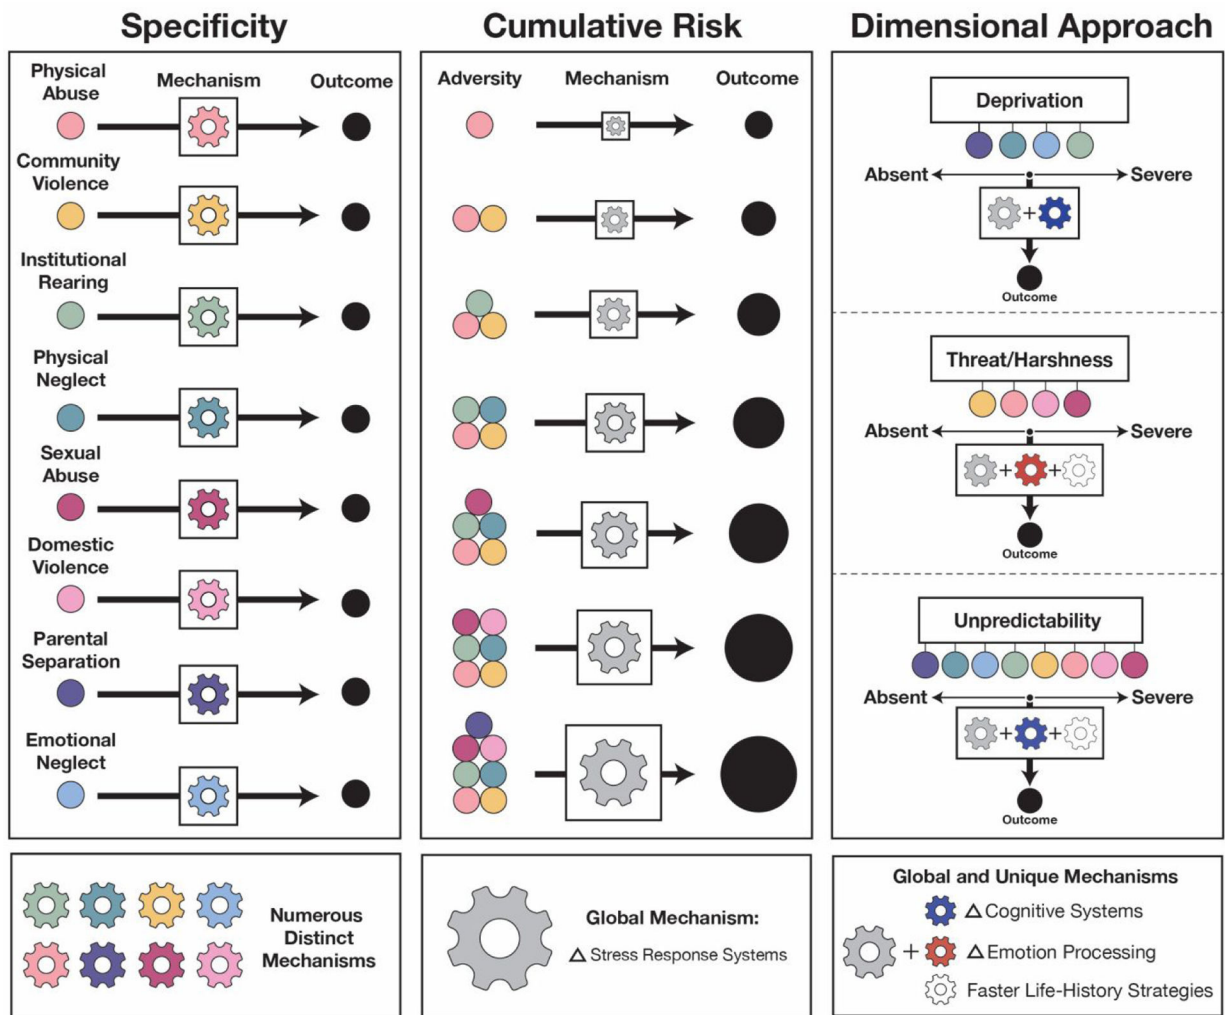 Specificity
Physical
Abuse
Mechanism
Outcome
Community
Violence
Institutional
Rearing
Physical
Neglect
Sexual
Abuse
Domestic
Violence
Parental
Separation
Emotional
Neglect
Numerous
Distinct
Mechanisms
Cumulative Risk
Adversity
Mechanism
Outcome
Global Mechanism:
△ Stress Response Systems
Dimensional Approach
Deprivation
Absent
Severe
+
Outcome
Threat/Harshness
Absent
Severe
+ +
Outcome
Unpredictability
Absent
Severe
+ +
Outcome
Global and Unique Mechanisms
△ Cognitive Systems
+ △ Emotion Processing
Faster Life-History Strategies